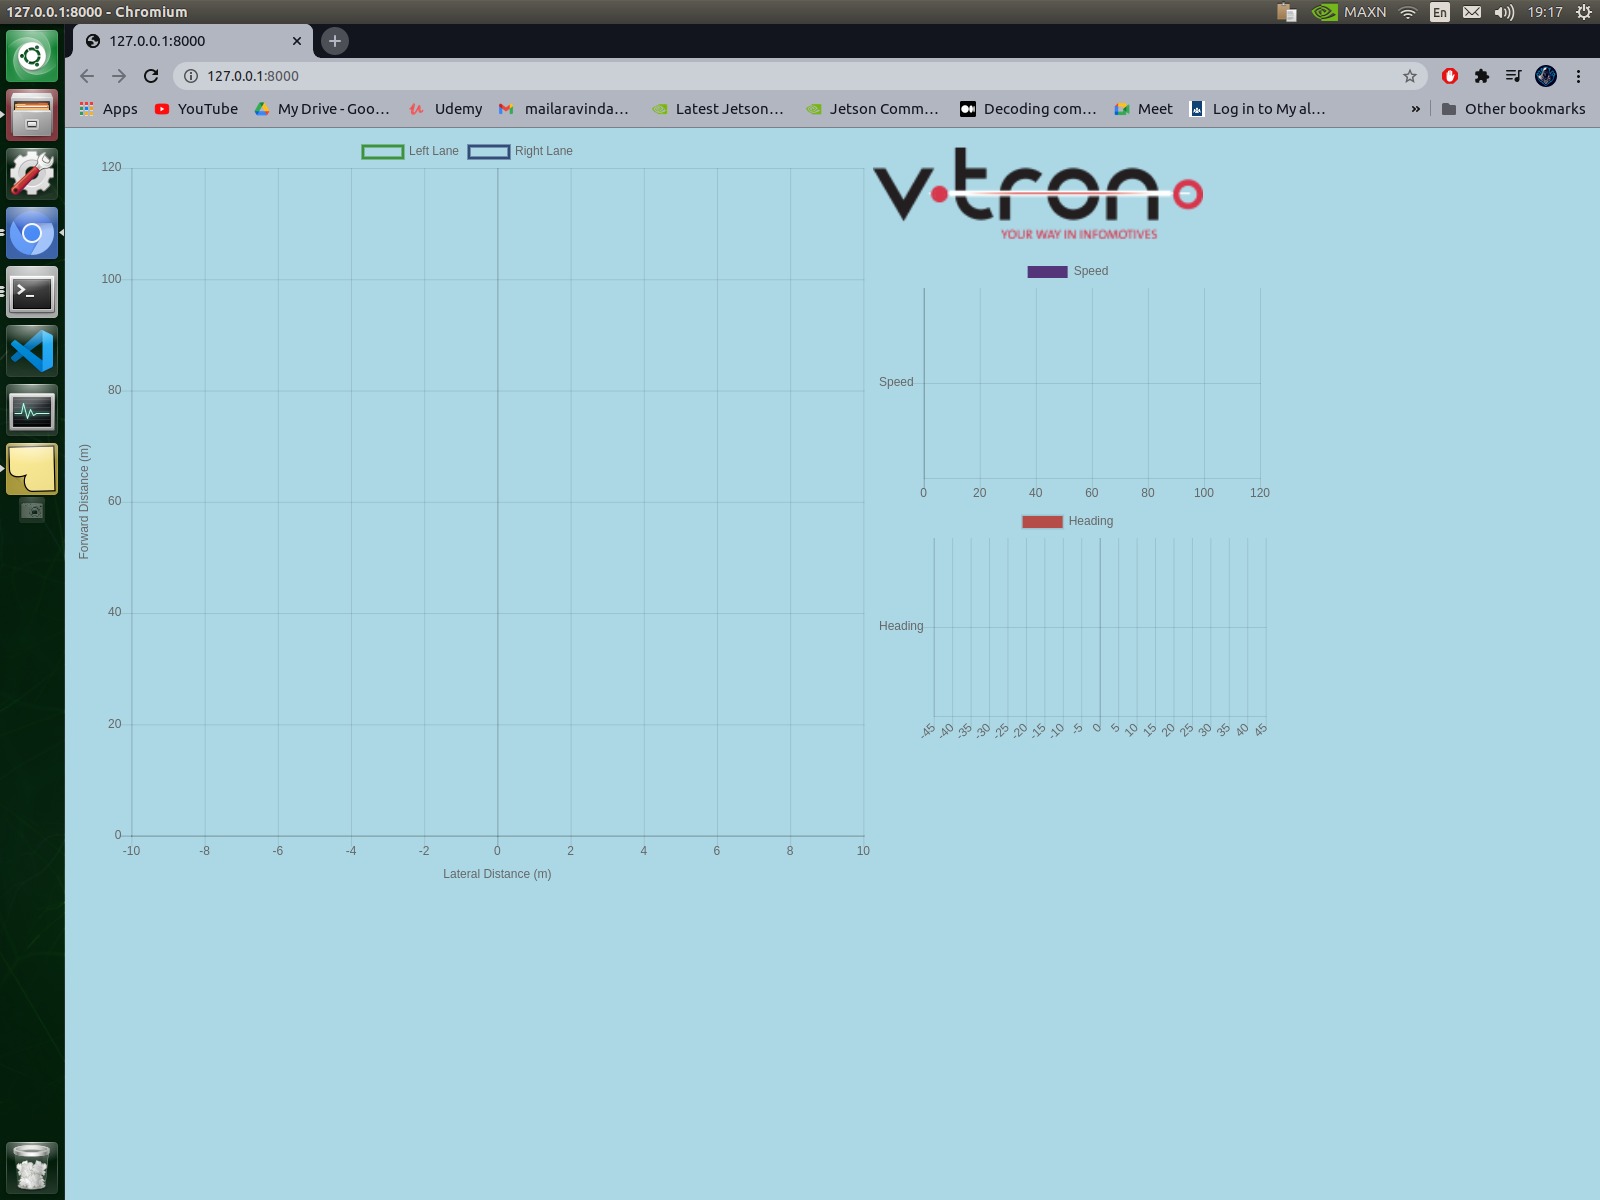 127.0.0.1:8000 - Chromium
MAXN En 19:17
127.0.0.1:8000
127.0.0.1:8000
Apps YouTube My Drive - Goo... Udemy mailaravinda... Latest Jetson... Jetson Comm... Decoding com... Meet Log in to My al... » Other bookmarks
Left Lane Right Lane
120
100
80
60
40
20
0
Forward Distance (m)
-10 -8 -6 -4 -2 0 2 4 6 8 10
Lateral Distance (m)
v·tron
YOUR WAY IN INFOMOTIVES
Speed
Speed
0 20 40 60 80 100 120
Heading
Heading
-45 -40 -35 -30 -25 -20 -15 -10 -5 0 5 10 15 20 25 30 35 40 45